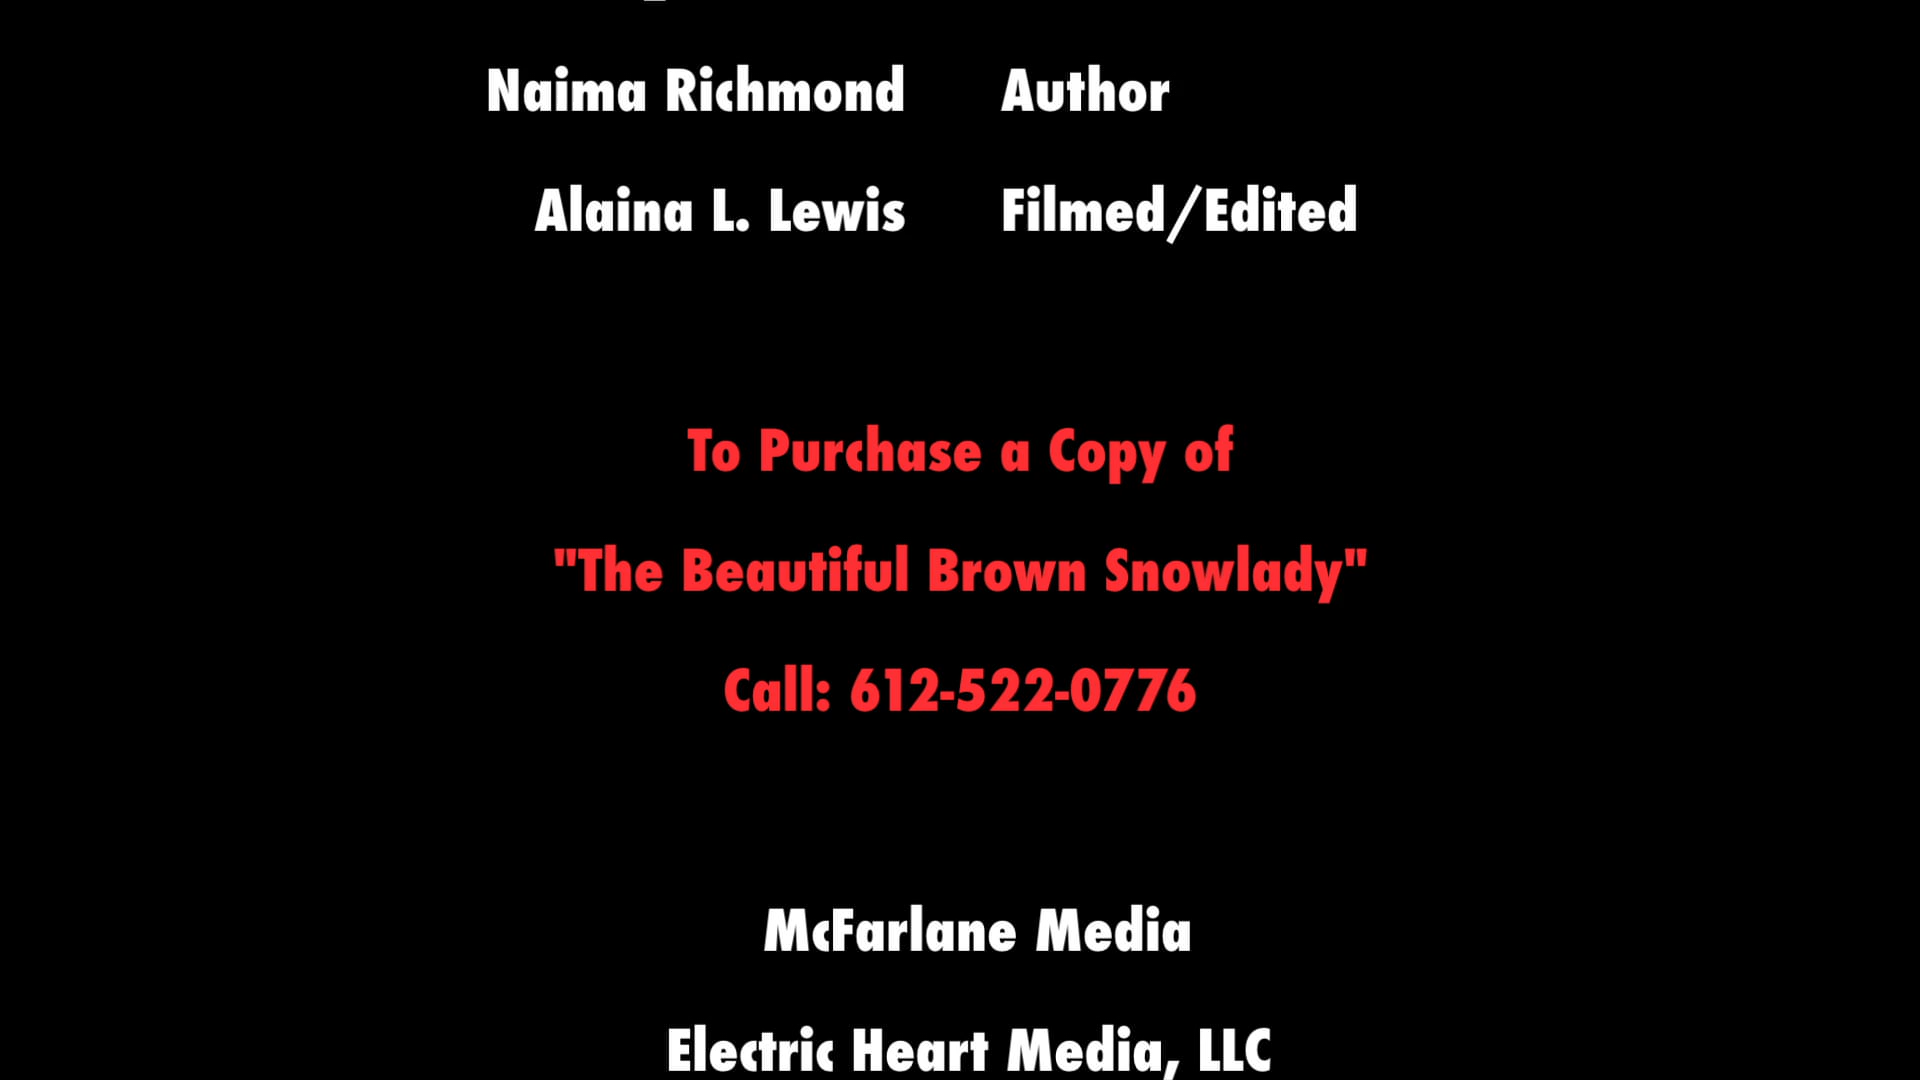 Naima Richmond Author
Alaina L. Lewis Filmed/Edited
To Purchase a Copy of
"The Beautiful Brown Snowlady"
Call: 612-522-0776
McFarlane Media
Electric Heart Media, LLC